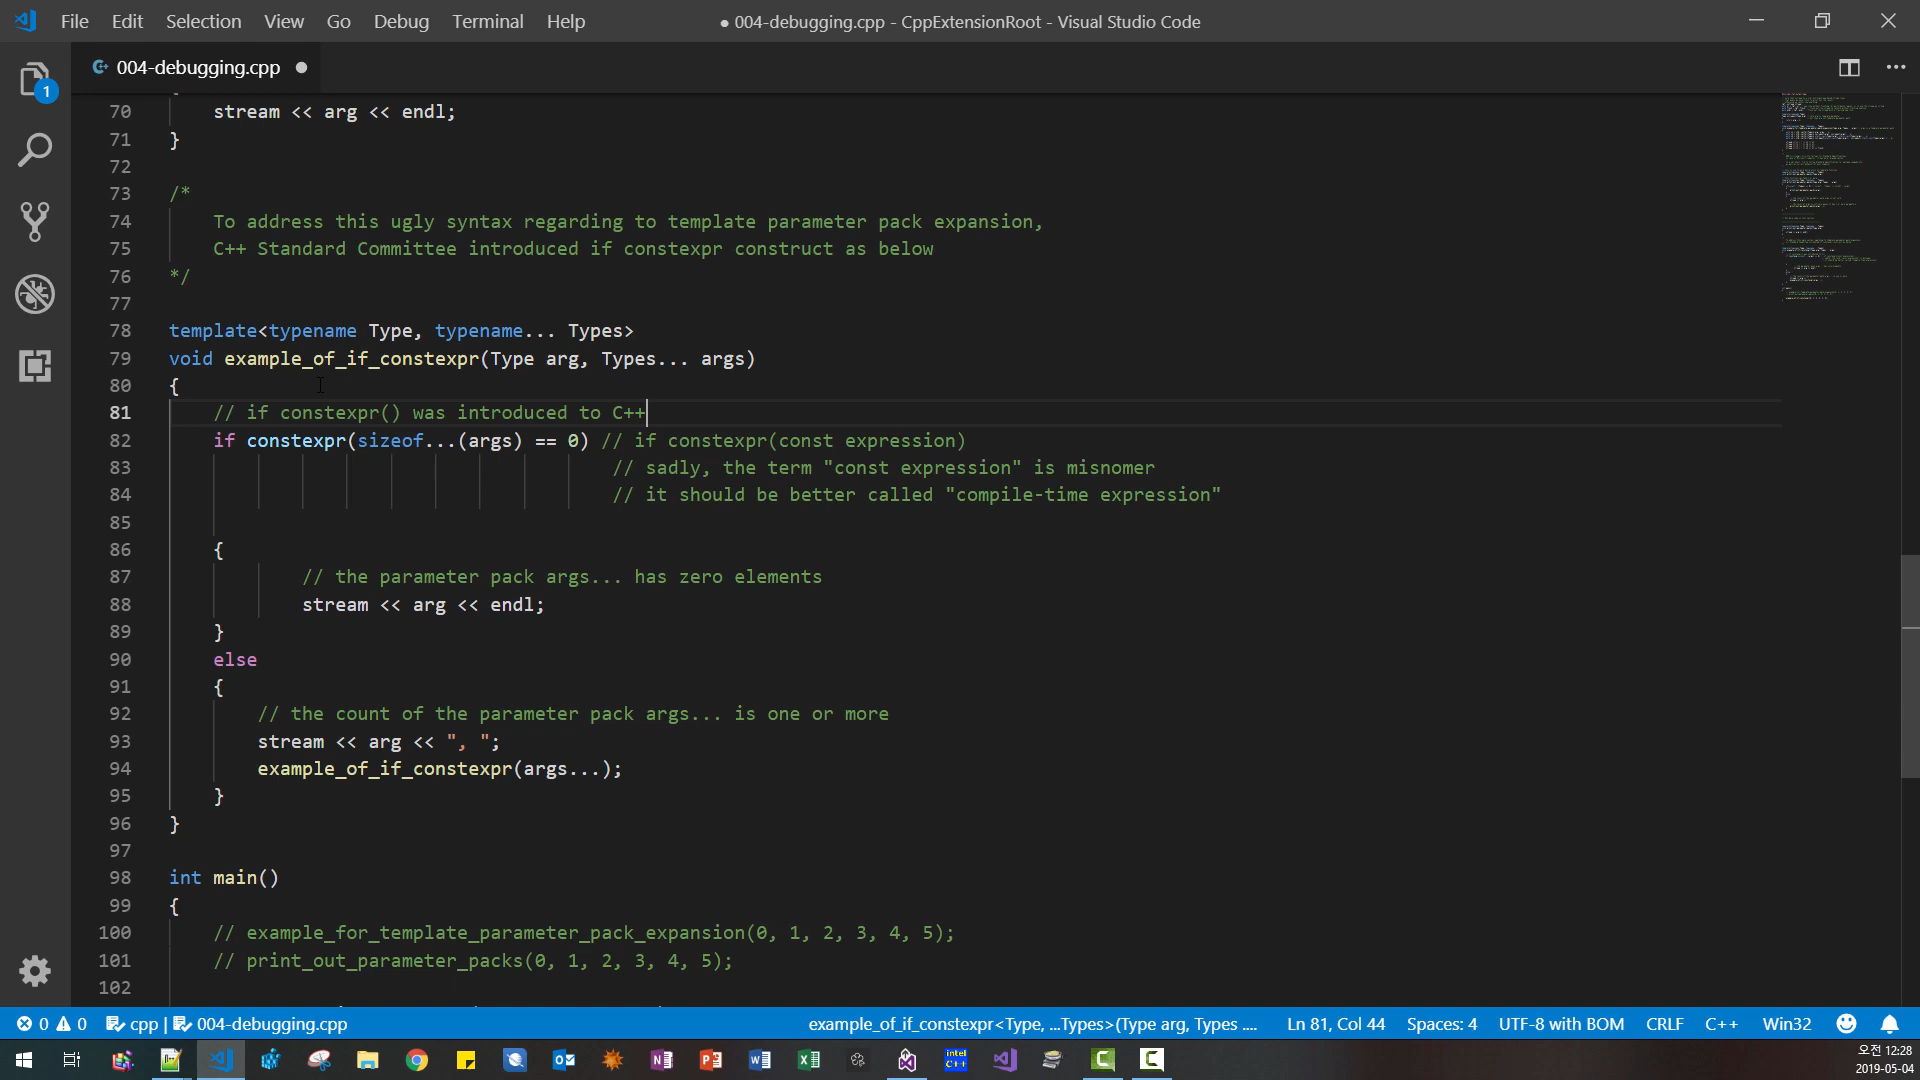 File Edit Selection View Go Debug Terminal Help
● 004-debugging.cpp - CppExtensionRoot - Visual Studio Code
004-debugging.cpp
1
70 stream << arg << endl;
71 }
72
73 /*
74 To address this ugly syntax regarding to template parameter pack expansion,
75 C++ Standard Committee introduced if constexpr construct as below
76 */
77
78 template<typename Type, typename... Types>
79 void example_of_if_constexpr(Type arg, Types... args)
80 {
81 // if constexpr() was introduced to C++
82 if constexpr(sizeof...(args) == 0) // if constexpr(const expression)
83 // sadly, the term "const expression" is misnomer
84 // it should be better called "compile-time expression"
85
86 {
87 // the parameter pack args... has zero elements
88 stream << arg << endl;
89 }
90 else
91 {
92 // the count of the parameter pack args... is one or more
93 stream << arg << ", ";
94 example_of_if_constexpr(args...);
95 }
96 }
97
98 int main()
99 {
100 // example_for_template_parameter_pack_expansion(0, 1, 2, 3, 4, 5);
101 // print_out_parameter_packs(0, 1, 2, 3, 4, 5);
102
0 0 cpp | 004-debugging.cpp
example_of_if_constexpr<Type, ...Types>(Type arg, Types .... Ln 81, Col 44 Spaces: 4 UTF-8 with BOM CRLF C++ Win32
intel C++
오전 12:28
2019-05-04